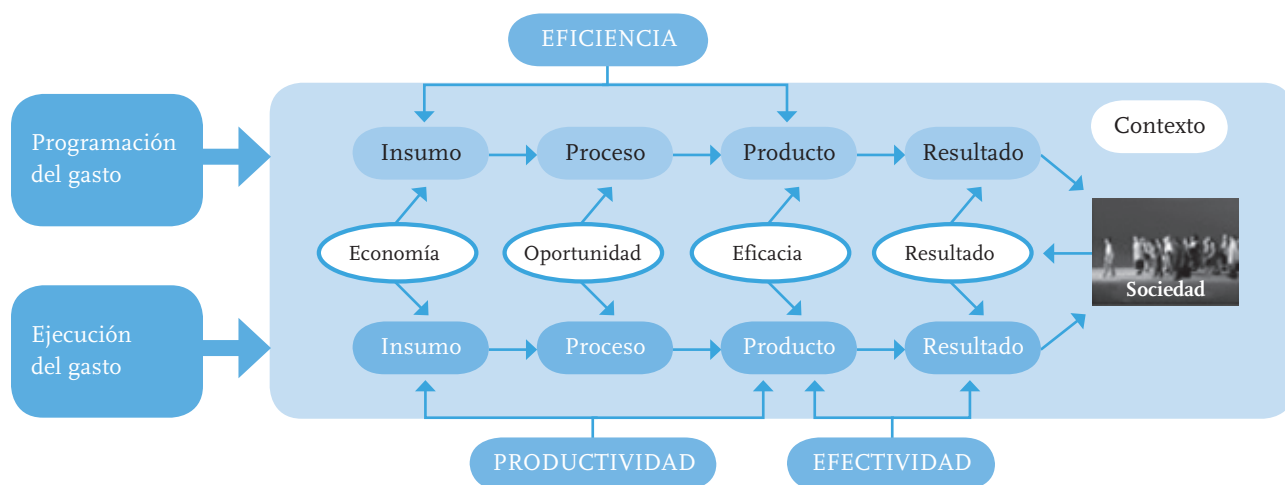 EFICIENCIA
Programación
del gasto
Contexto
Insumo
Proceso
Producto
Resultado
Economía
Oportunidad
Eficacia
Resultado
Sociedad
Ejecución
del gasto
Insumo
Proceso
Producto
Resultado
PRODUCTIVIDAD
EFECTIVIDAD